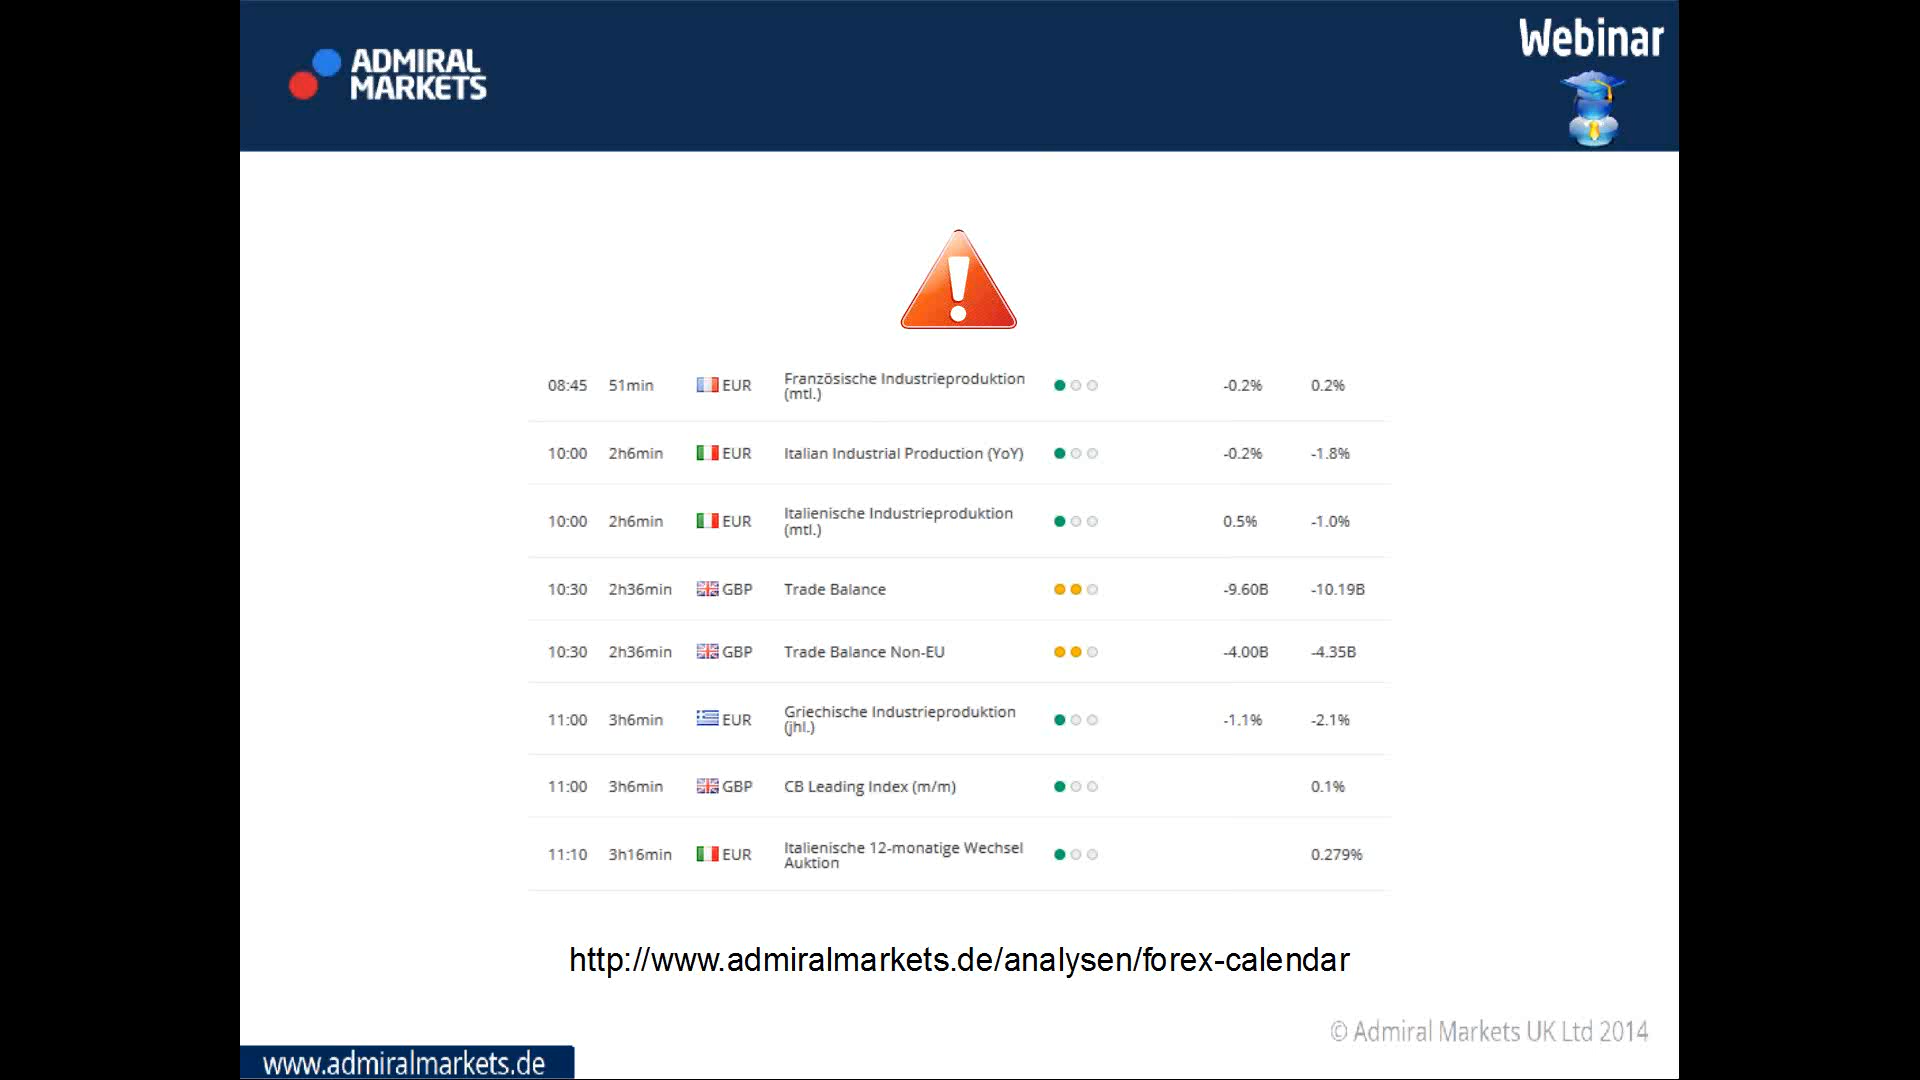 ADMIRAL
MARKETS
Webinar
08:45 51min EUR Französische Industrieproduktion
(mtl.) -0.2% 0.2%
10:00 2h6min EUR Italian Industrial Production (YoY) -0.2% -1.8%
10:00 2h6min EUR Italienische Industrieproduktion
(mtl.) 0.5% -1.0%
10:30 2h36min GBP Trade Balance -9.60B -10.19B
10:30 2h36min GBP Trade Balance Non-EU -4.00B -4.35B
11:00 3h6min EUR Griechische Industrieproduktion
(jhl.) -1.1% -2.1%
11:00 3h6min GBP CB Leading Index (m/m) 0.1%
11:10 3h16min EUR Italienische 12-monatige Wechsel
Auktion 0.279%
http://www.admiralmarkets.de/analysen/forex-calendar
© Admiral Markets UK Ltd 2014
www.admiralmarkets.de